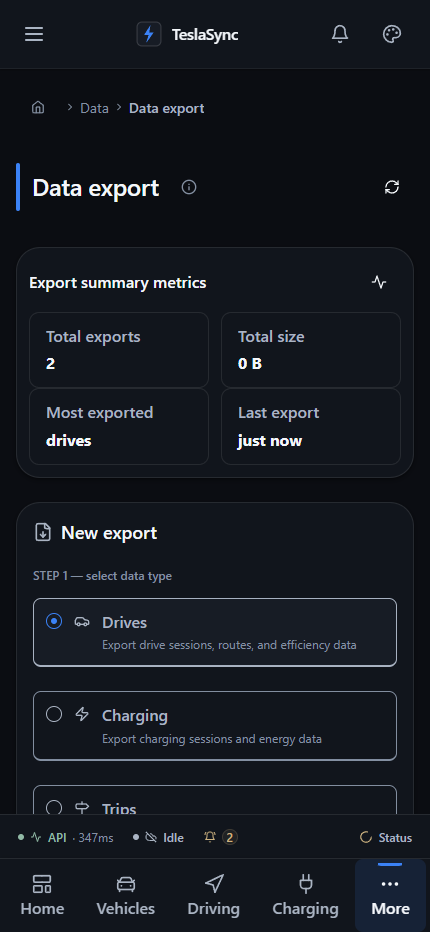 TeslaSync
Data
Data export
Data export
Export summary metrics
Total exports
2
Total size
0 B
Most exported
drives
Last export
just now
New export
STEP 1 — select data type
Drives
Export drive sessions, routes, and efficiency data
Charging
Export charging sessions and energy data
Trips
API · 347ms
Idle
2
Status
Home
Vehicles
Driving
Charging
More